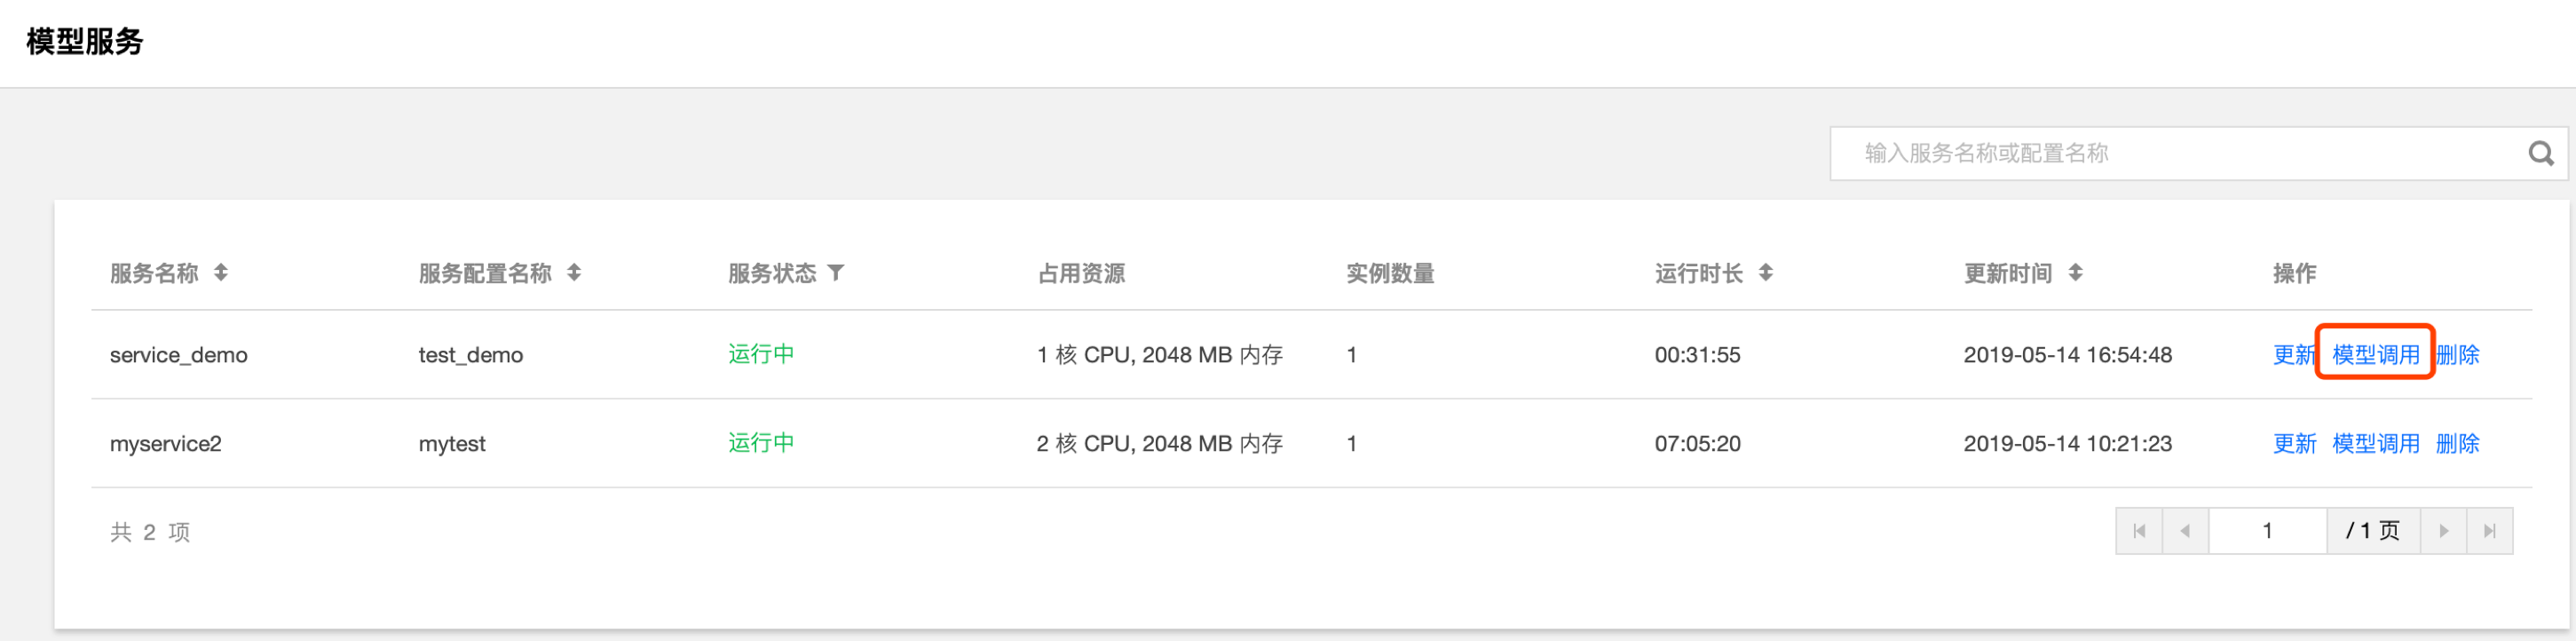 模型服务
输入服务名称或配置名称
服务名称 服务配置名称 服务状态 占用资源 实例数量 运行时长 更新时间 操作
service_demo test_demo 运行中 1 核 CPU, 2048 MB 内存 1 00:31:55 2019-05-14 16:54:48 更新 模型调用 删除
myservice2 mytest 运行中 2 核 CPU, 2048 MB 内存 1 07:05:20 2019-05-14 10:21:23 更新 模型调用 删除
共 2 项 1 / 1 页